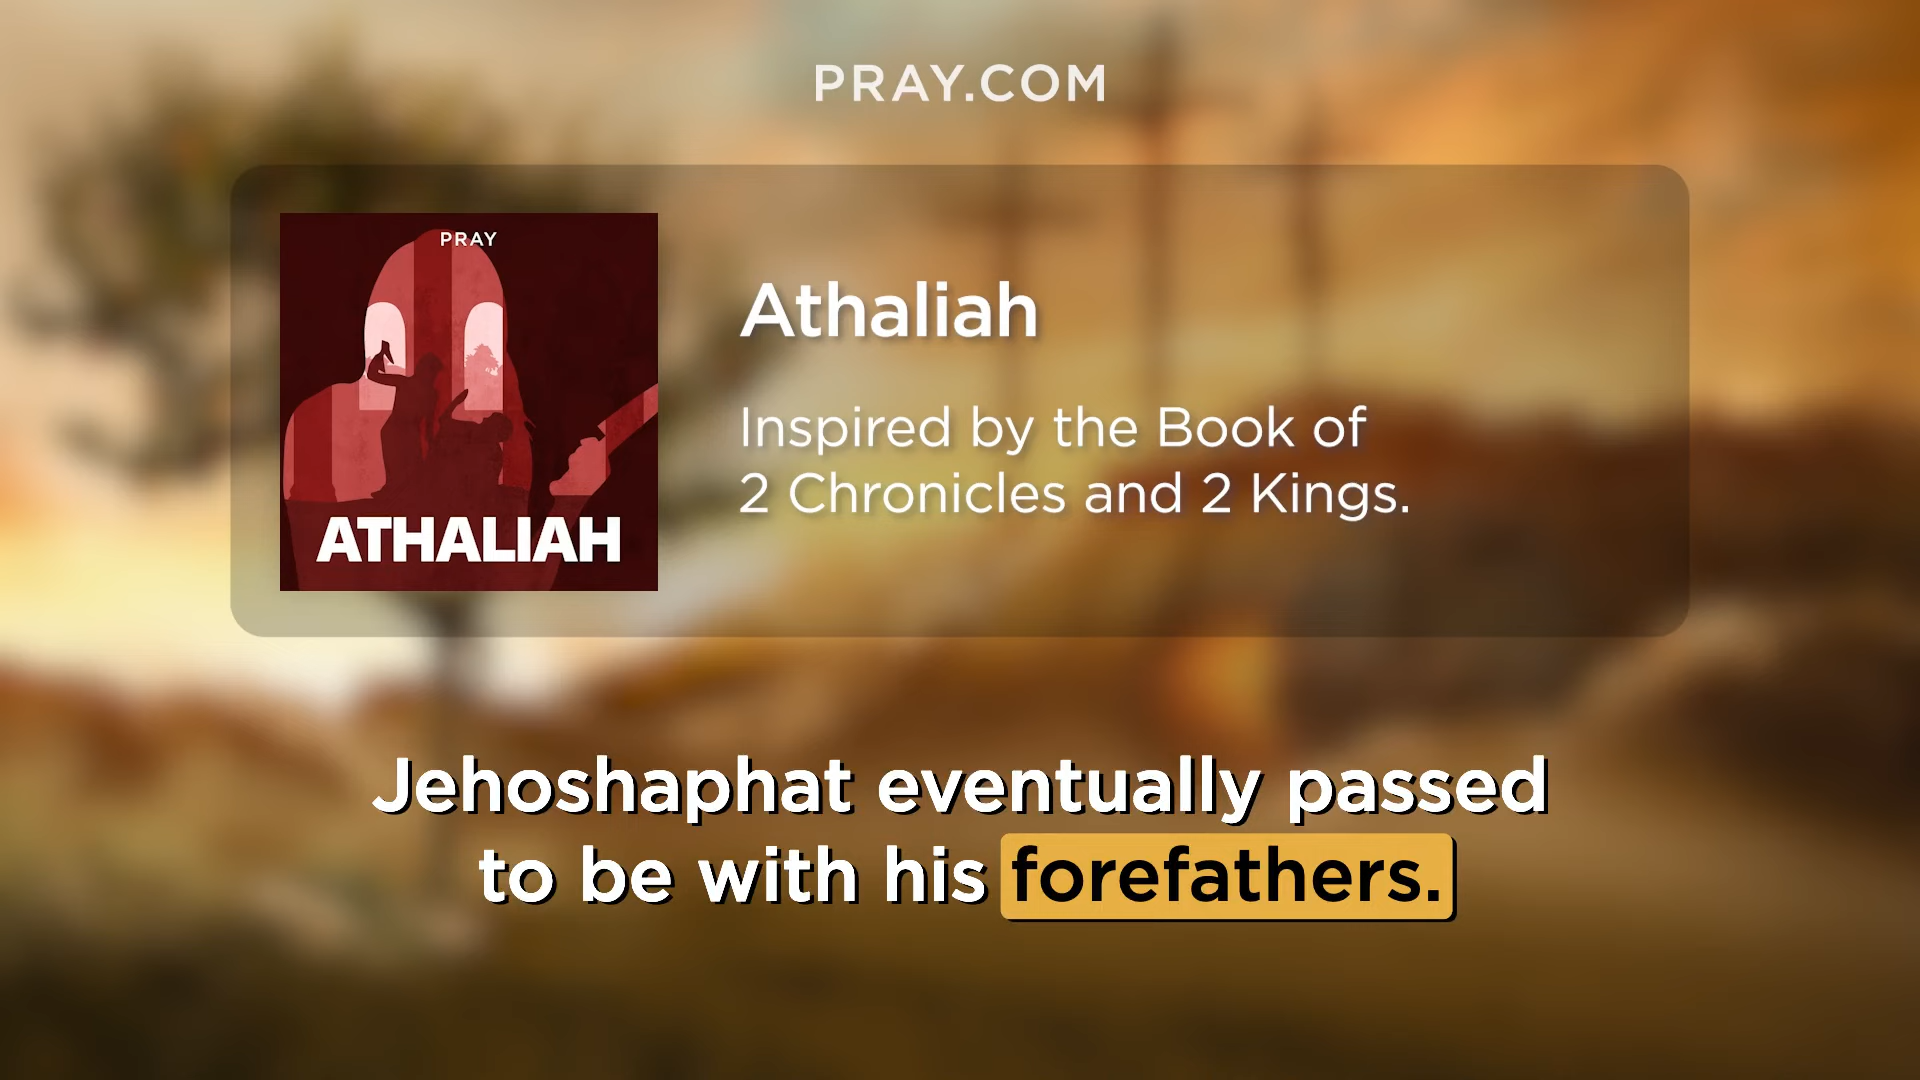 PRAY.COM
PRAY
ATHALIAH
Athaliah
Inspired by the Book of
2 Chronicles and 2 Kings.
Jehoshaphat eventually passed
to be with his forefathers.